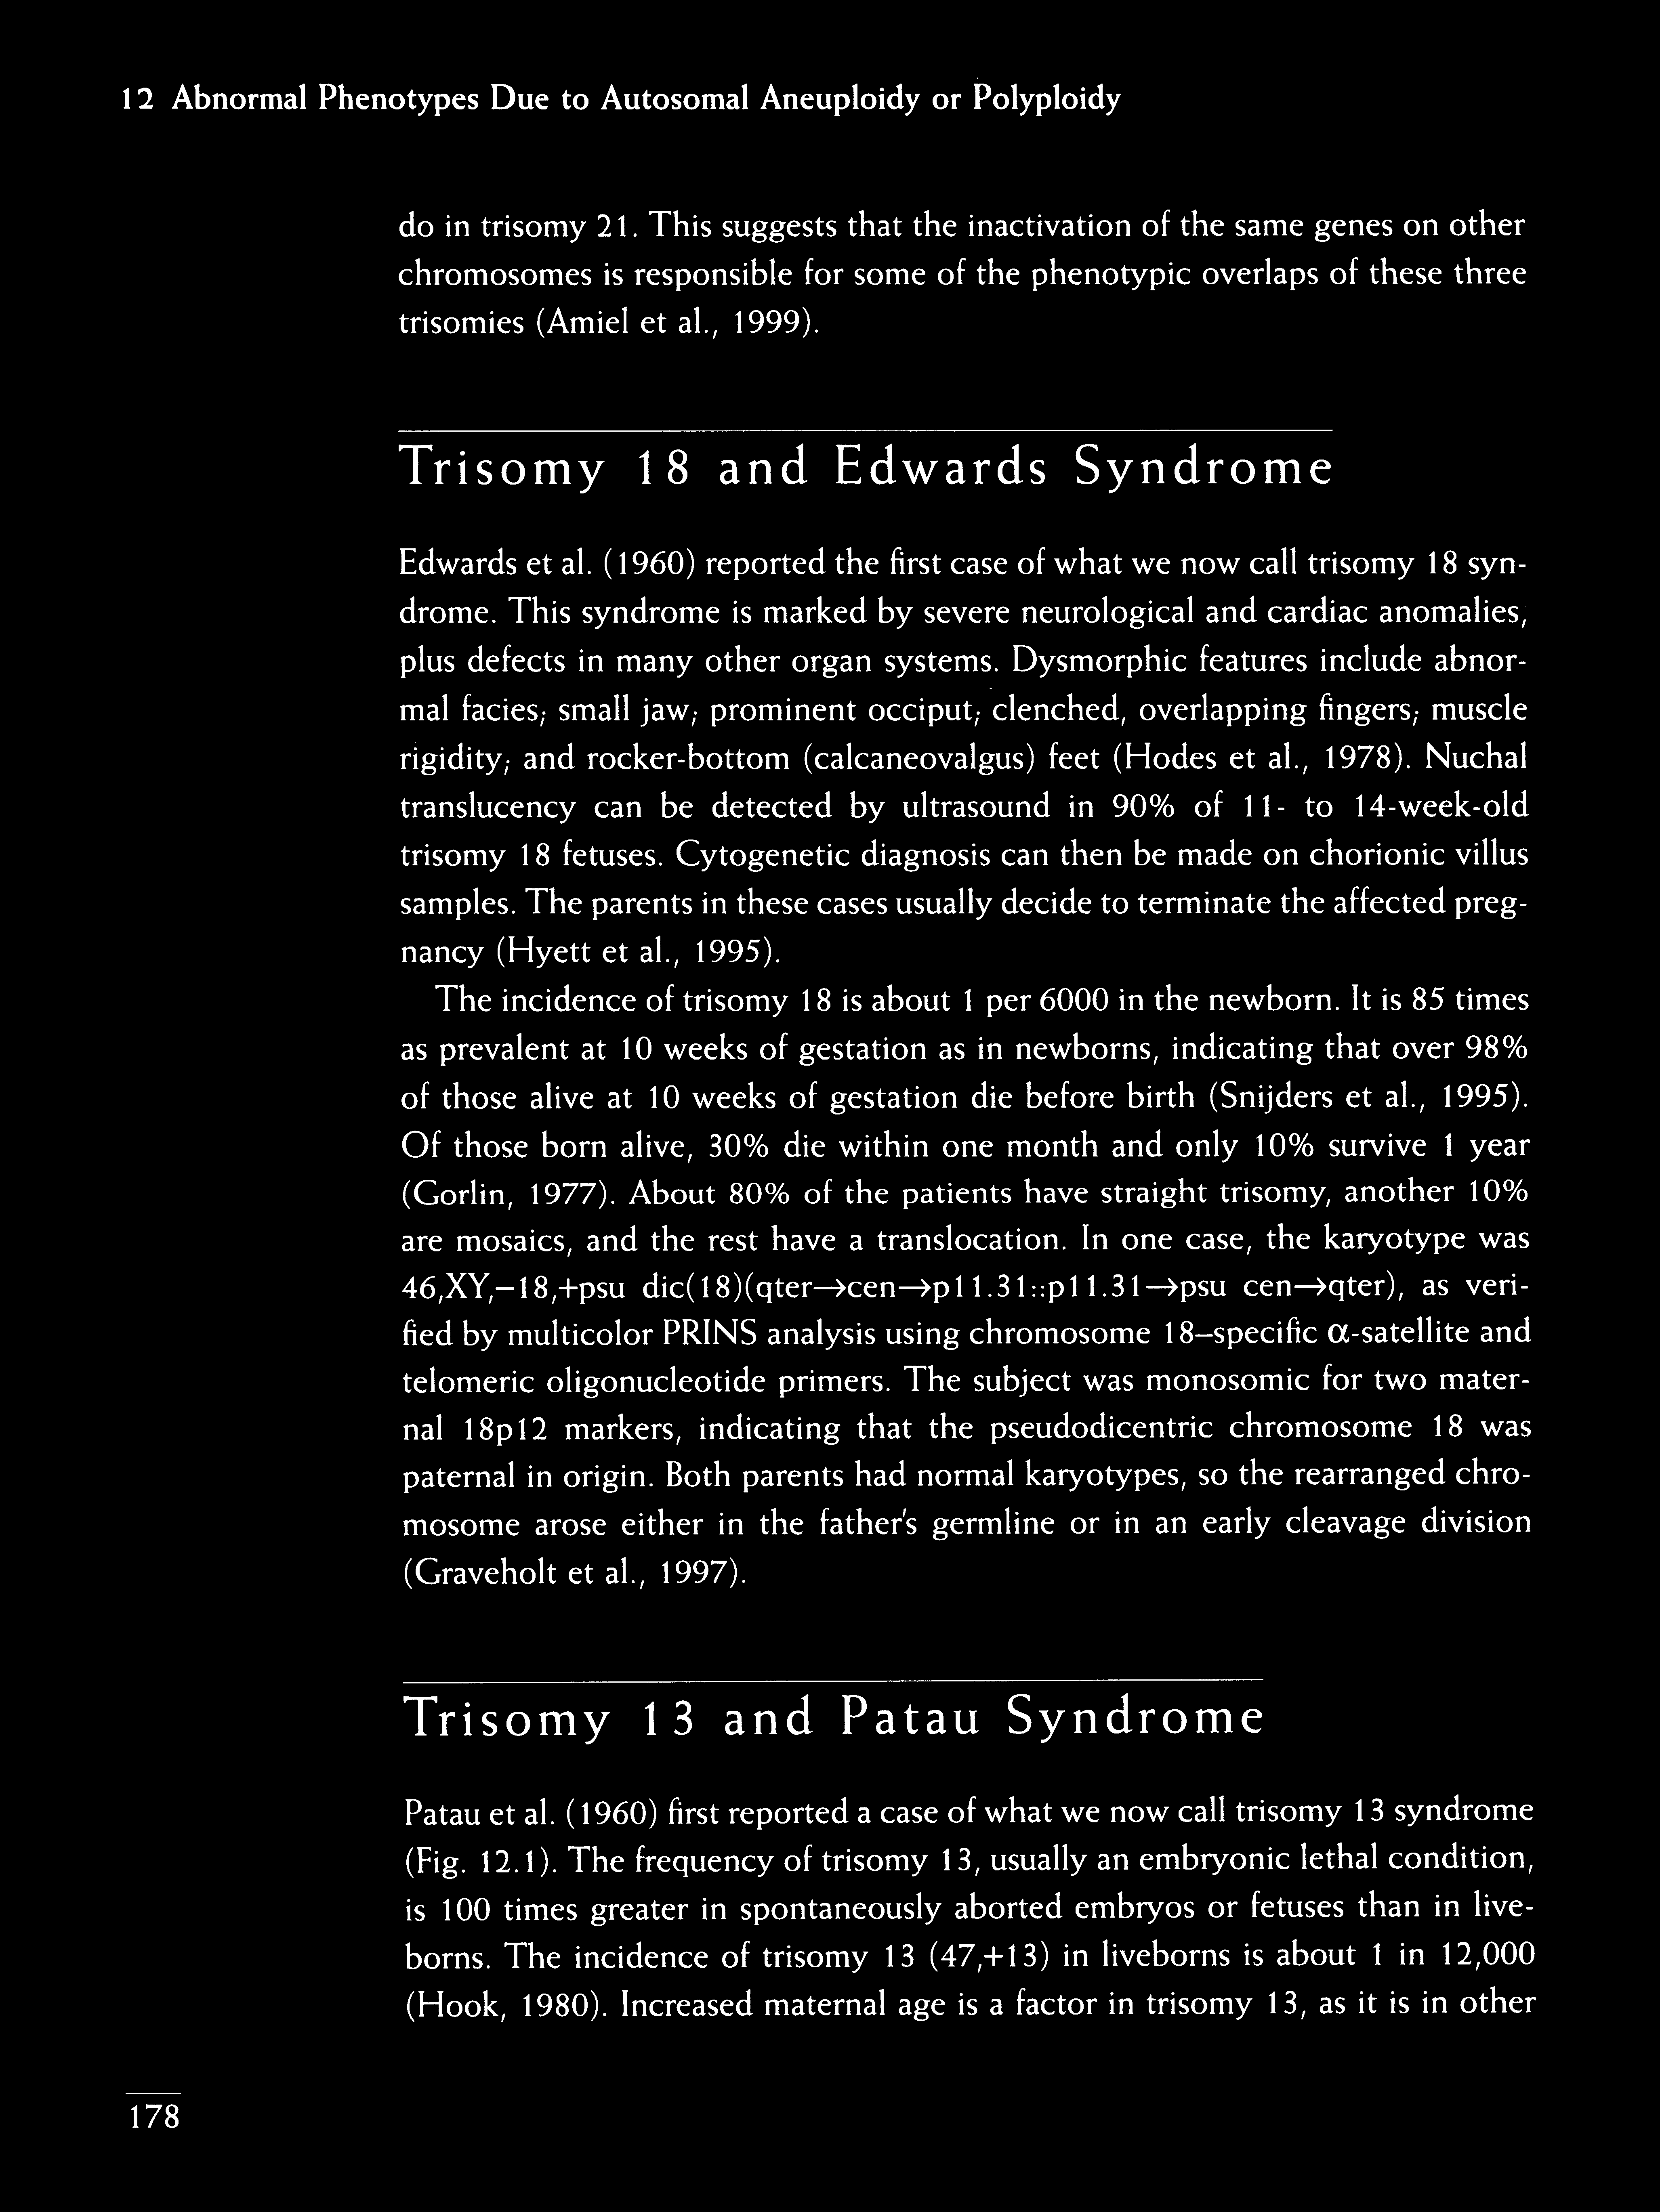 12 Abnormal Phenotypes Due to Autosomal Aneuploidy or Polyploidy
do in trisomy 21. This suggests that the inactivation of the same genes on other
chromosomes is responsible for some of the phenotypic overlaps of these three
trisomies (Amiel et al., 1999).
Trisomy 18 and Edwards Syndrome
Edwards et al. (1960) reported the first case of what we now call trisomy 18 syn-
drome. This syndrome is marked by severe neurological and cardiac anomalies,
plus defects in many other organ systems. Dysmorphic features include abnor-
mal facies; small jaw; prominent occiput; clenched, overlapping fingers; muscle
rigidity; and rocker-bottom (calcaneovalgus) feet (Hodes et al., 1978). Nuchal
translucency can be detected by ultrasound in 90% of 11- to 14-week-old
trisomy 18 fetuses. Cytogenetic diagnosis can then be made on chorionic villus
samples. The parents in these cases usually decide to terminate the affected preg-
nancy (Hyett et al., 1995).
The incidence of trisomy 18 is about 1 per 6000 in the newborn. It is 85 times
as prevalent at 10 weeks of gestation as in newborns, indicating that over 98%
of those alive at 10 weeks of gestation die before birth (Snijders et al., 1995).
Of those born alive, 30% die within one month and only 10% survive 1 year
(Gorlin, 1977). About 80% of the patients have straight trisomy, another 10%
are mosaics, and the rest have a translocation. In one case, the karyotype was
46,XY,–18,+psu dic(18)(qter→cen→p11.31::p11.31→psu cen→qter), as veri-
fied by multicolor PRINS analysis using chromosome 18–specific α-satellite and
telomeric oligonucleotide primers. The subject was monosomic for two mater-
nal 18p12 markers, indicating that the pseudodicentric chromosome 18 was
paternal in origin. Both parents had normal karyotypes, so the rearranged chro-
mosome arose either in the father's germline or in an early cleavage division
(Graveholt et al., 1997).
Trisomy 13 and Patau Syndrome
Patau et al. (1960) first reported a case of what we now call trisomy 13 syndrome
(Fig. 12.1). The frequency of trisomy 13, usually an embryonic lethal condition,
is 100 times greater in spontaneously aborted embryos or fetuses than in live-
borns. The incidence of trisomy 13 (47,+13) in liveborns is about 1 in 12,000
(Hook, 1980). Increased maternal age is a factor in trisomy 13, as it is in other
178